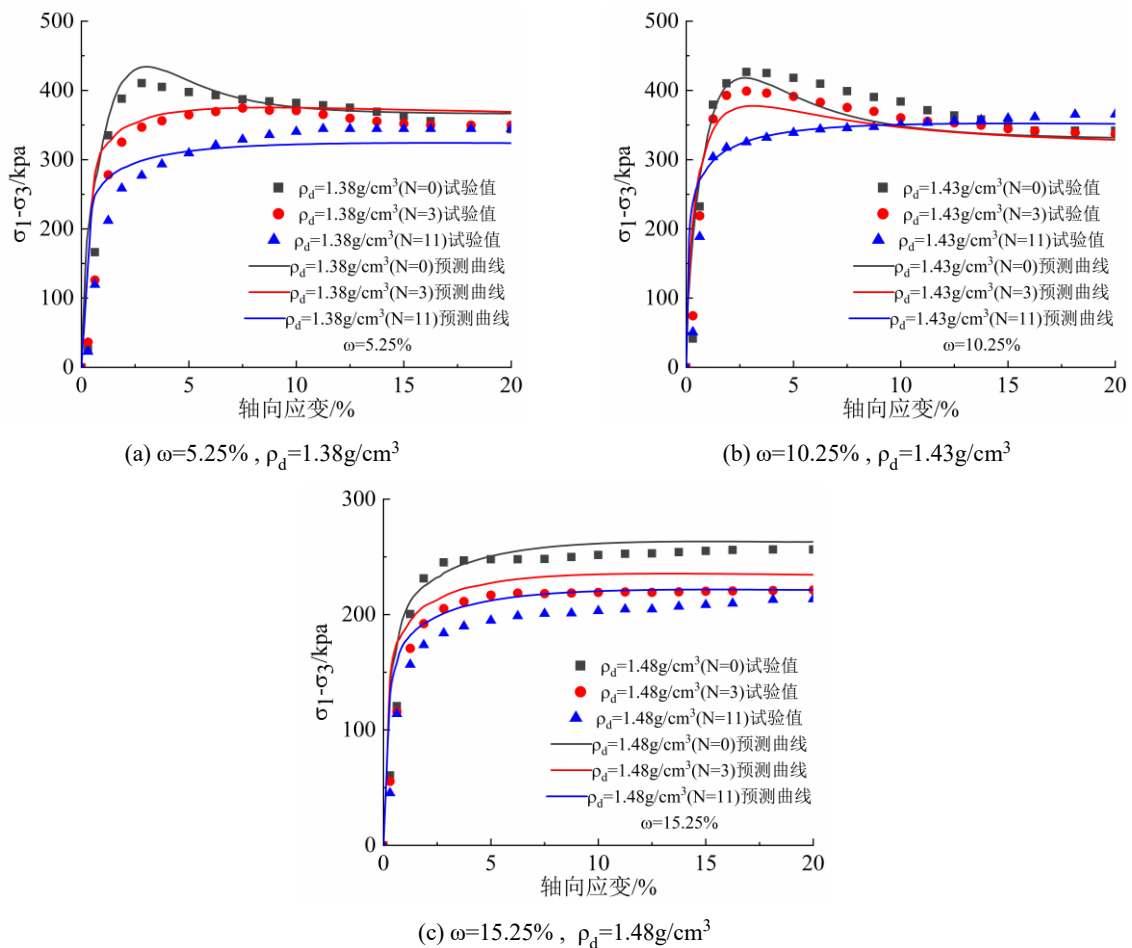 500
400
300
200
100
0
σ₁-σ₃/kpa
ρd=1.38g/cm³(N=0)试验值
ρd=1.38g/cm³(N=3)试验值
ρd=1.38g/cm³(N=11)试验值
ρd=1.38g/cm³(N=0)预测曲线
ρd=1.38g/cm³(N=3)预测曲线
ρd=1.38g/cm³(N=11)预测曲线
ω=5.25%
0 5 10 15 20
轴向应变/%
(a) ω=5.25% , ρd=1.38g/cm³
500
400
300
200
100
0
σ₁-σ₃/kpa
ρd=1.43g/cm³(N=0)试验值
ρd=1.43g/cm³(N=3)试验值
ρd=1.43g/cm³(N=11)试验值
ρd=1.43g/cm³(N=0)预测曲线
ρd=1.43g/cm³(N=3)预测曲线
ρd=1.43g/cm³(N=11)预测曲线
ω=10.25%
0 5 10 15 20
轴向应变/%
(b) ω=10.25% , ρd=1.43g/cm³
300
200
100
0
σ₁-σ₃/kpa
ρd=1.48g/cm³(N=0)试验值
ρd=1.48g/cm³(N=3)试验值
ρd=1.48g/cm³(N=11)试验值
ρd=1.48g/cm³(N=0)预测曲线
ρd=1.48g/cm³(N=3)预测曲线
ρd=1.48g/cm³(N=11)预测曲线
ω=15.25%
0 5 10 15 20
轴向应变/%
(c) ω=15.25% , ρd=1.48g/cm³